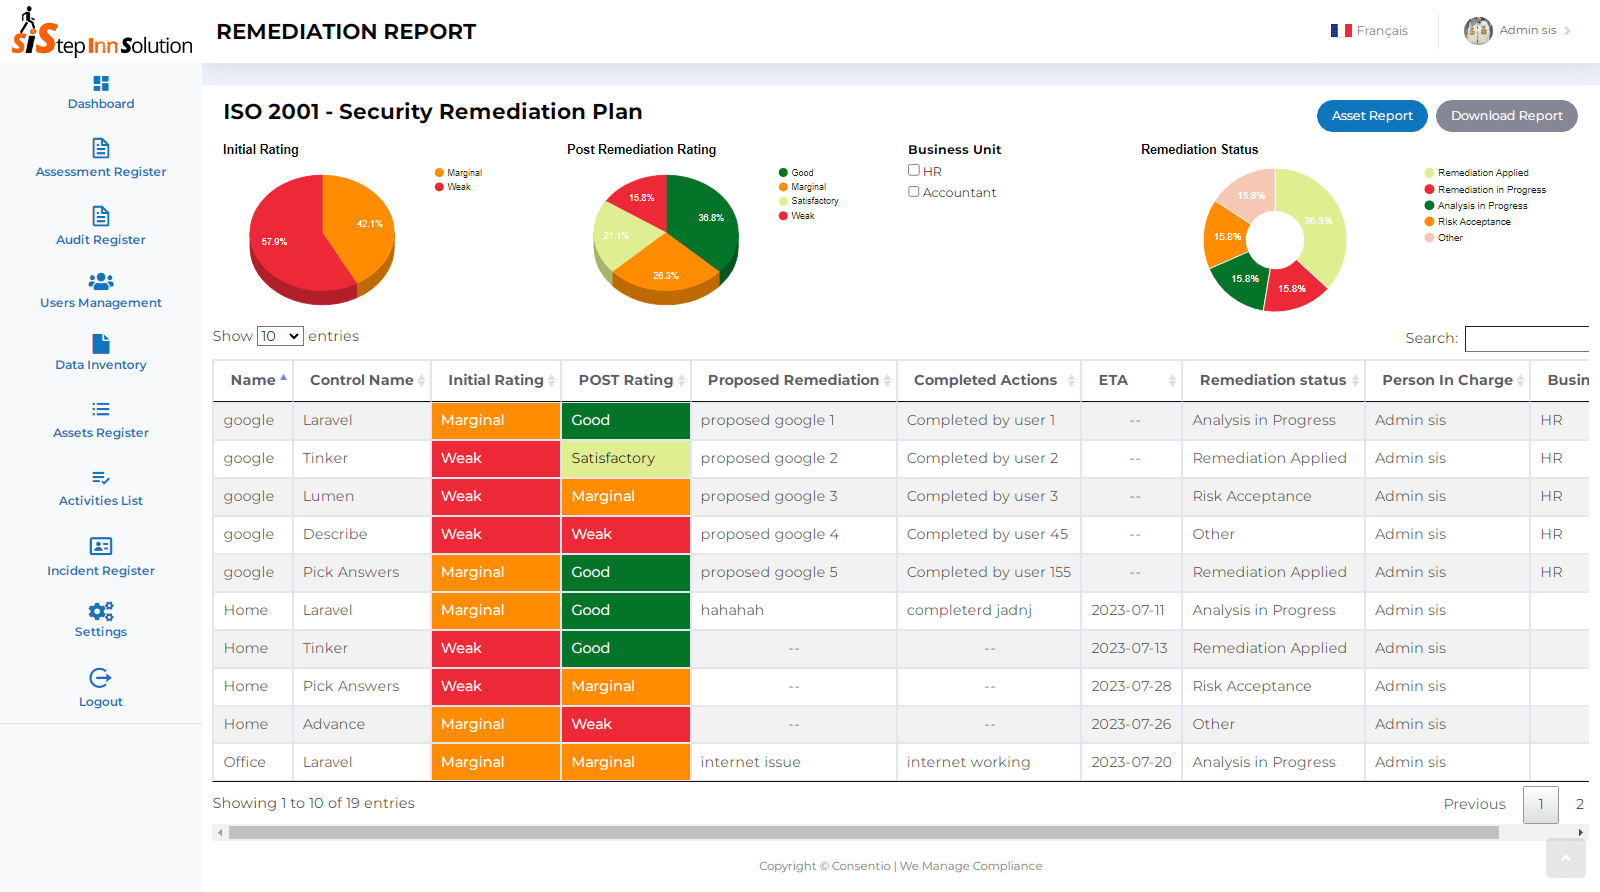 siStep Inn Solution
REMEDIATION REPORT
Français
Admin sis
Dashboard
Assessment Register
Audit Register
Users Management
Data Inventory
Assets Register
Activities List
Incident Register
Settings
Logout
ISO 2001 - Security Remediation Plan
Asset Report
Download Report
Initial Rating
57.9%
42.1%
Marginal
Weak
Post Remediation Rating
15.8%
36.8%
21.1%
26.3%
Good
Marginal
Satisfactory
Weak
Business Unit
HR
Accountant
Remediation Status
15.8%
36.8%
15.8%
15.8%
15.8%
Remediation Applied
Remediation in Progress
Analysis in Progress
Risk Acceptance
Other
Show 10 entries
Search:
Name Control Name Initial Rating POST Rating Proposed Remediation Completed Actions ETA Remediation status Person In Charge Busin
google Laravel Marginal Good proposed google 1 Completed by user 1 -- Analysis in Progress Admin sis HR
google Tinker Weak Satisfactory proposed google 2 Completed by user 2 -- Remediation Applied Admin sis HR
google Lumen Weak Marginal proposed google 3 Completed by user 3 -- Risk Acceptance Admin sis HR
google Describe Weak Weak proposed google 4 Completed by user 45 -- Other Admin sis HR
google Pick Answers Marginal Good proposed google 5 Completed by user 155 -- Remediation Applied Admin sis HR
Home Laravel Marginal Good hahahah completerd jadnj 2023-07-11 Analysis in Progress Admin sis
Home Tinker Weak Good -- -- 2023-07-13 Remediation Applied Admin sis
Home Pick Answers Weak Marginal -- -- 2023-07-28 Risk Acceptance Admin sis
Home Advance Marginal Weak -- -- 2023-07-26 Other Admin sis
Office Laravel Marginal Marginal internet issue internet working 2023-07-20 Analysis in Progress Admin sis
Showing 1 to 10 of 19 entries
Previous 1 2
Copyright © Consentio | We Manage Compliance